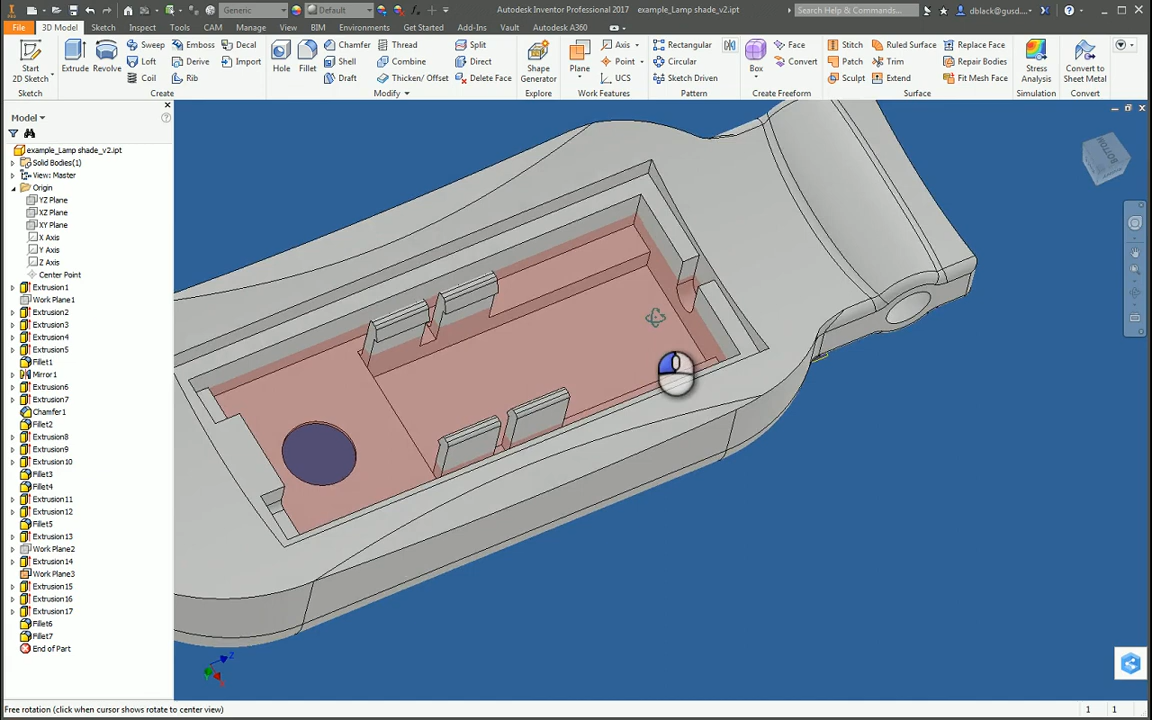 Generic
Default
Autodesk Inventor Professional 2017 example_Lamp shade_v2.ipt
Search Help & Commands...
dblack@gusd...
File 3D Model Sketch Inspect Tools Manage View BIM Environments Get Started Add-Ins Vault Autodesk A360
Start
2D Sketch
Extrude
Revolve
Sweep
Loft
Coil
Emboss
Derive
Rib
Decal
Import
Hole
Fillet
Chamfer
Shell
Draft
Thread
Combine
Thicken/ Offset
Split
Direct
Delete Face
Shape
Generator
Plane
Axis
Point
UCS
Rectangular
Circular
Sketch Driven
Box
Face
Convert
Stitch
Patch
Sculpt
Ruled Surface
Trim
Extend
Replace Face
Repair Bodies
Fit Mesh Face
Stress
Analysis
Convert to
Sheet Metal
Sketch Create Modify Explore Work Features Pattern Create Freeform Surface Simulation Convert
Model
example_Lamp shade_v2.ipt
Solid Bodies(1)
View: Master
Origin
YZ Plane
XZ Plane
XY Plane
X Axis
Y Axis
Z Axis
Center Point
Extrusion1
Work Plane1
Extrusion2
Extrusion3
Extrusion4
Extrusion5
Fillet1
Mirror1
Extrusion6
Extrusion7
Chamfer1
Fillet2
Extrusion8
Extrusion9
Extrusion10
Fillet3
Fillet4
Extrusion11
Extrusion12
Fillet5
Extrusion13
Work Plane2
Extrusion14
Work Plane3
Extrusion15
Extrusion16
Extrusion17
Fillet6
Fillet7
End of Part
BOTTOM
Z
Free rotation (click when cursor shows rotate to center view)
1 1